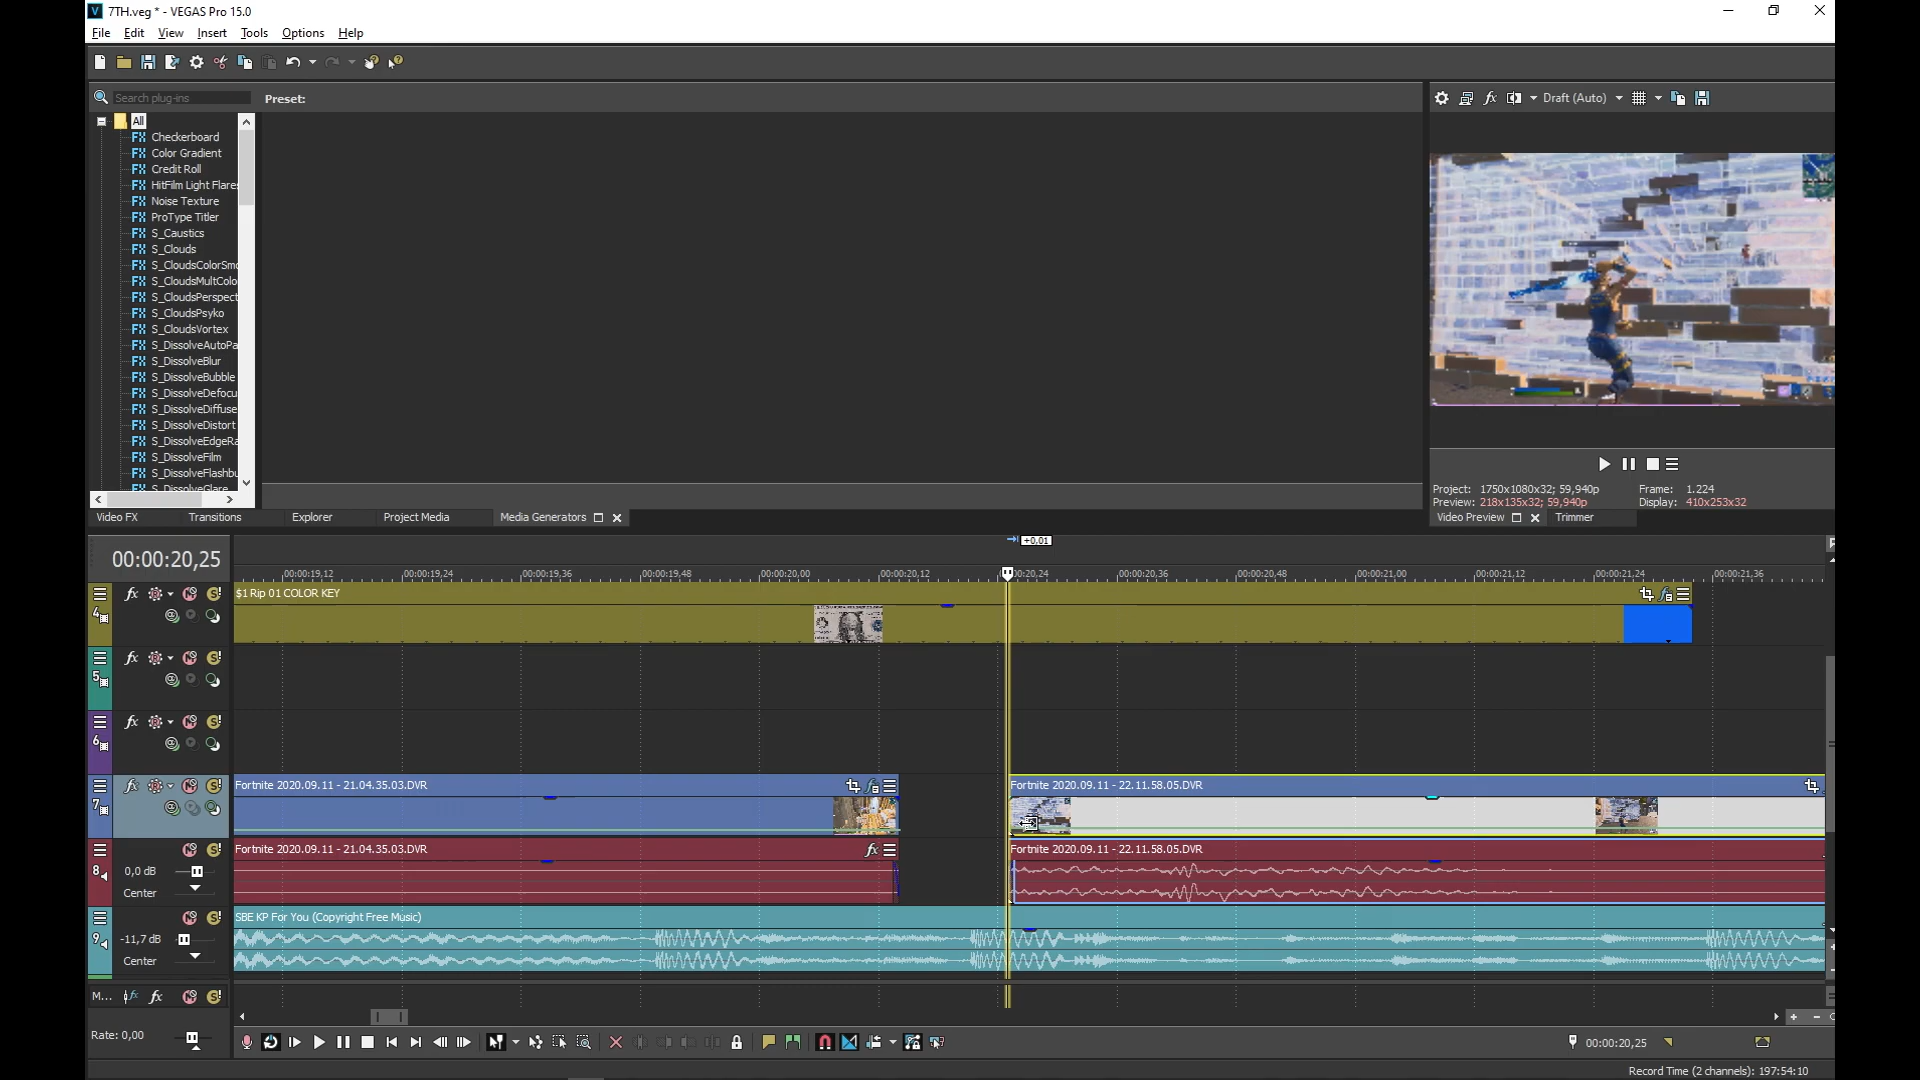 7TH.veg * - VEGAS Pro 15.0
File Edit View Insert Tools Options Help
Search plug-ins
Preset:
Draft (Auto)
All
Checkerboard
Color Gradient
Credit Roll
HitFilm Light Flares
Noise Texture
ProType Titler
S_Caustics
S_Clouds
S_CloudsColorSm
S_CloudsMultColo
S_CloudsPerspect
S_CloudsPsyko
S_CloudsVortex
S_DissolveAutoPa
S_DissolveBlur
S_DissolveBubble
S_DissolveDefocu
S_DissolveDiffuse
S_DissolveDistort
S_DissolveEdgeRa
S_DissolveFilm
S_DissolveFlashbu
S_DissolveGlare
Project: 1750x1080x32; 59,940p Frame: 1.224
Preview: 218x135x32; 59,940p Display: 410x253x32
Video FX Transitions Explorer Project Media Media Generators Video Preview Trimmer
+0.01
00:00:20,25
00:00:19,12 00:00:19,24 00:00:19,36 00:00:19,48 00:00:20,00 00:00:20,12 00:20,24 00:00:20,36 00:00:20,48 00:00:21,00 00:00:21,12 00:00:21,24 00:00:21,36
4 fx $1 Rip 01 COLOR KEY
5 fx
6 fx
7 fx Fortnite 2020.09.11 - 21.04.35.03.DVR Fortnite 2020.09.11 - 22.11.58.05.DVR
8 Fortnite 2020.09.11 - 21.04.35.03.DVR fx Fortnite 2020.09.11 - 22.11.58.05.DVR
0,0 dB
Center
9 SBE KP For You (Copyright Free Music)
-11,7 dB
Center
M... fx
Rate: 0,00
00:00:20,25
Record Time (2 channels): 197:54:10